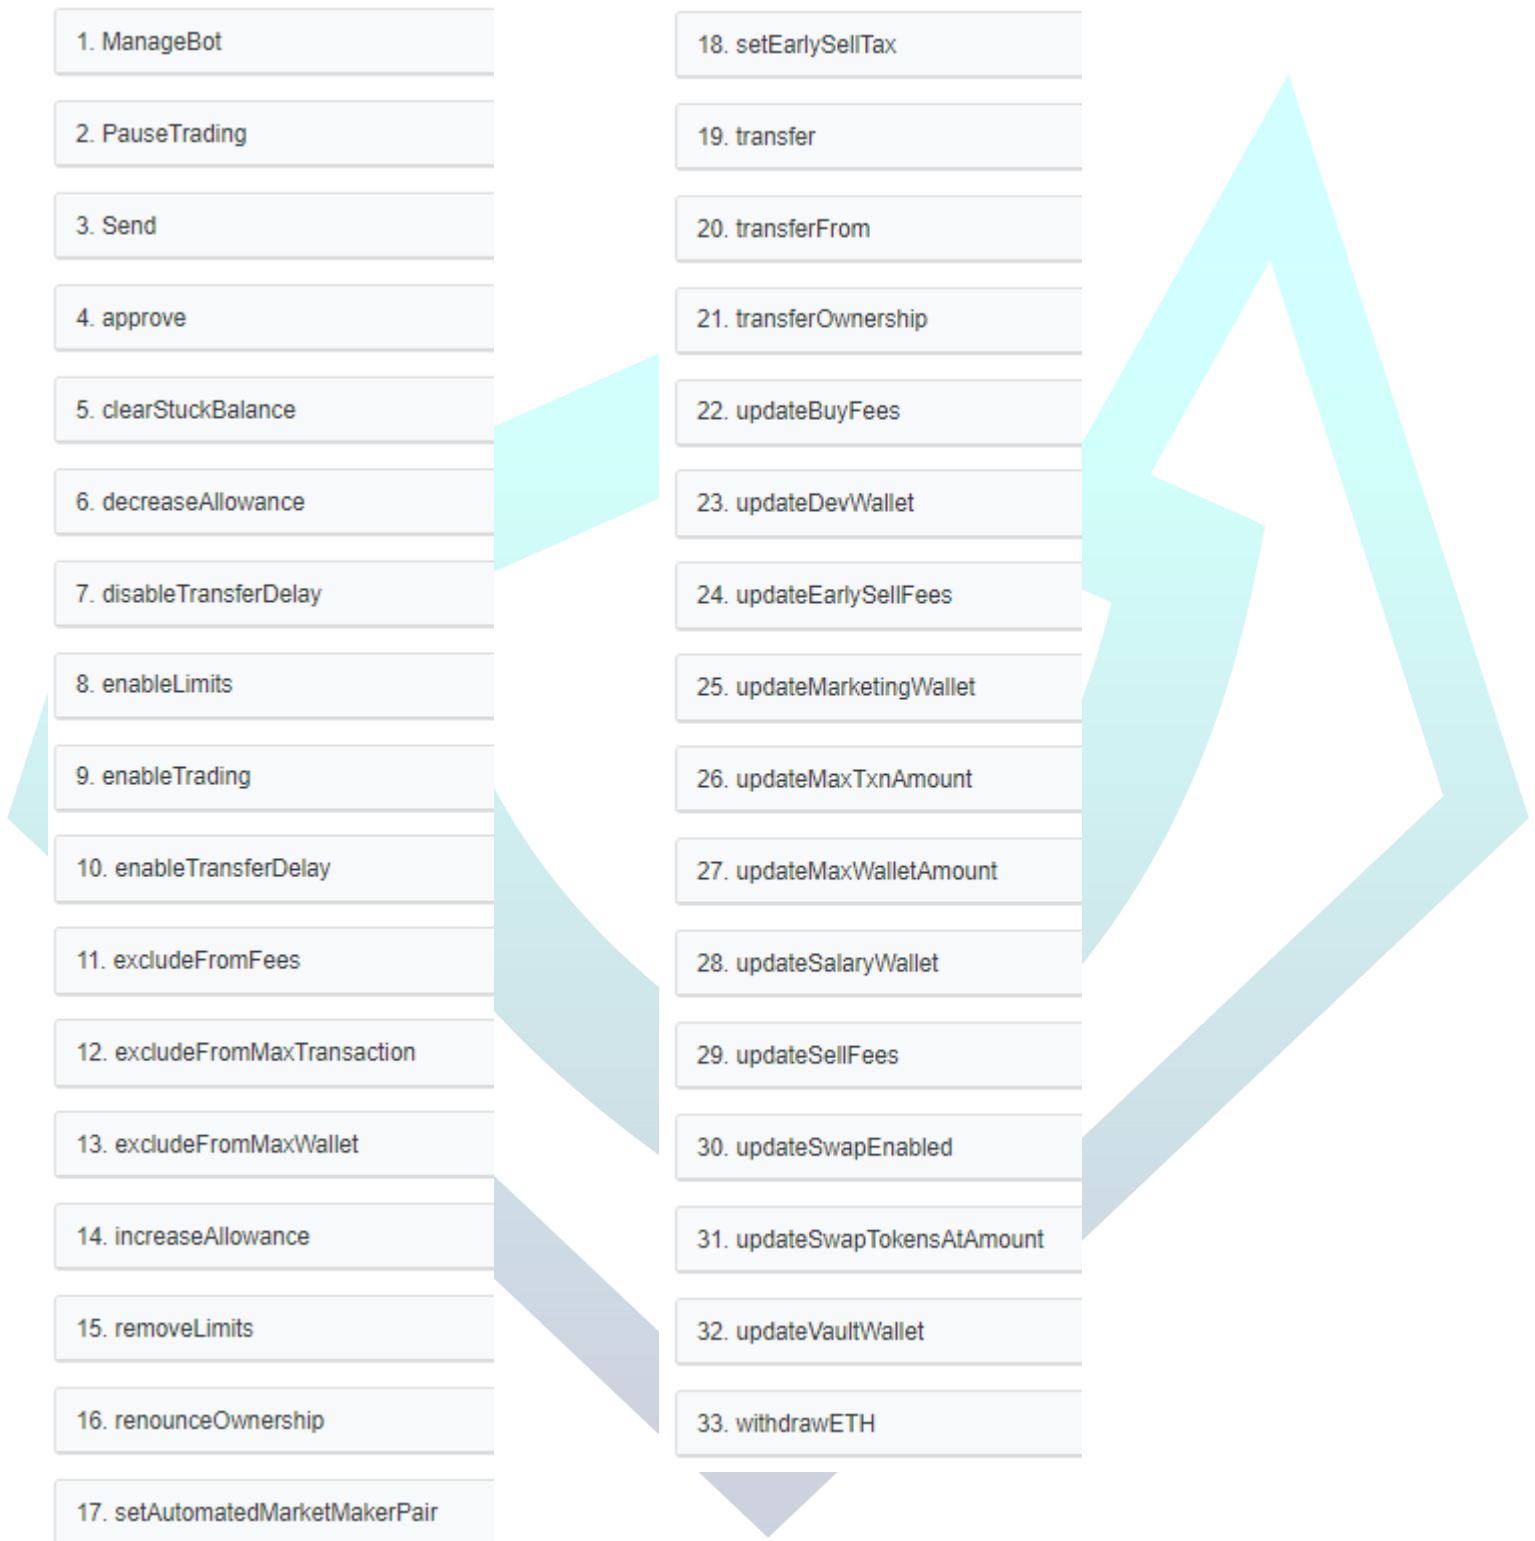 1. ManageBot
2. PauseTrading
3. Send
4. approve
5. clearStuckBalance
6. decreaseAllowance
7. disableTransferDelay
8. enableLimits
9. enableTrading
10. enableTransferDelay
11. excludeFromFees
12. excludeFromMaxTransaction
13. excludeFromMaxWallet
14. increaseAllowance
15. removeLimits
16. renounceOwnership
17. setAutomatedMarketMakerPair
18. setEarlySellTax
19. transfer
20. transferFrom
21. transferOwnership
22. updateBuyFees
23. updateDevWallet
24. updateEarlySellFees
25. updateMarketingWallet
26. updateMaxTxnAmount
27. updateMaxWalletAmount
28. updateSalaryWallet
29. updateSellFees
30. updateSwapEnabled
31. updateSwapTokensAtAmount
32. updateVaultWallet
33. withdrawETH